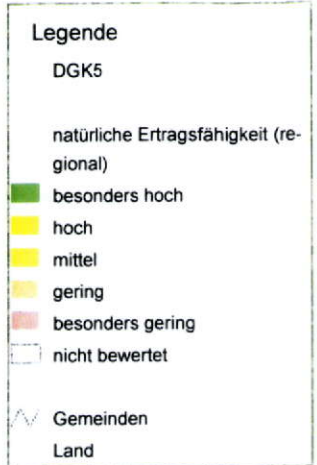 Legende
DGK5
natürliche Ertragsfähigkeit (re-
gional)
besonders hoch
hoch
mittel
gering
besonders gering
nicht bewertet
Gemeinden
Land